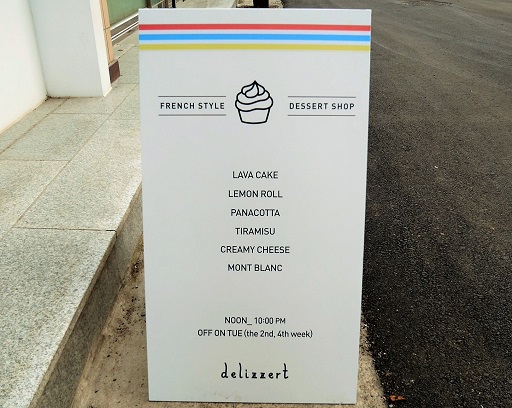 FRENCH STYLE DESSERT SHOP
LAVA CAKE
LEMON ROLL
PANACOTTA
TIRAMISU
CREAMY CHEESE
MONT BLANC
NOON_ 10:00 PM
OFF ON TUE (the 2nd, 4th week)
delizzert